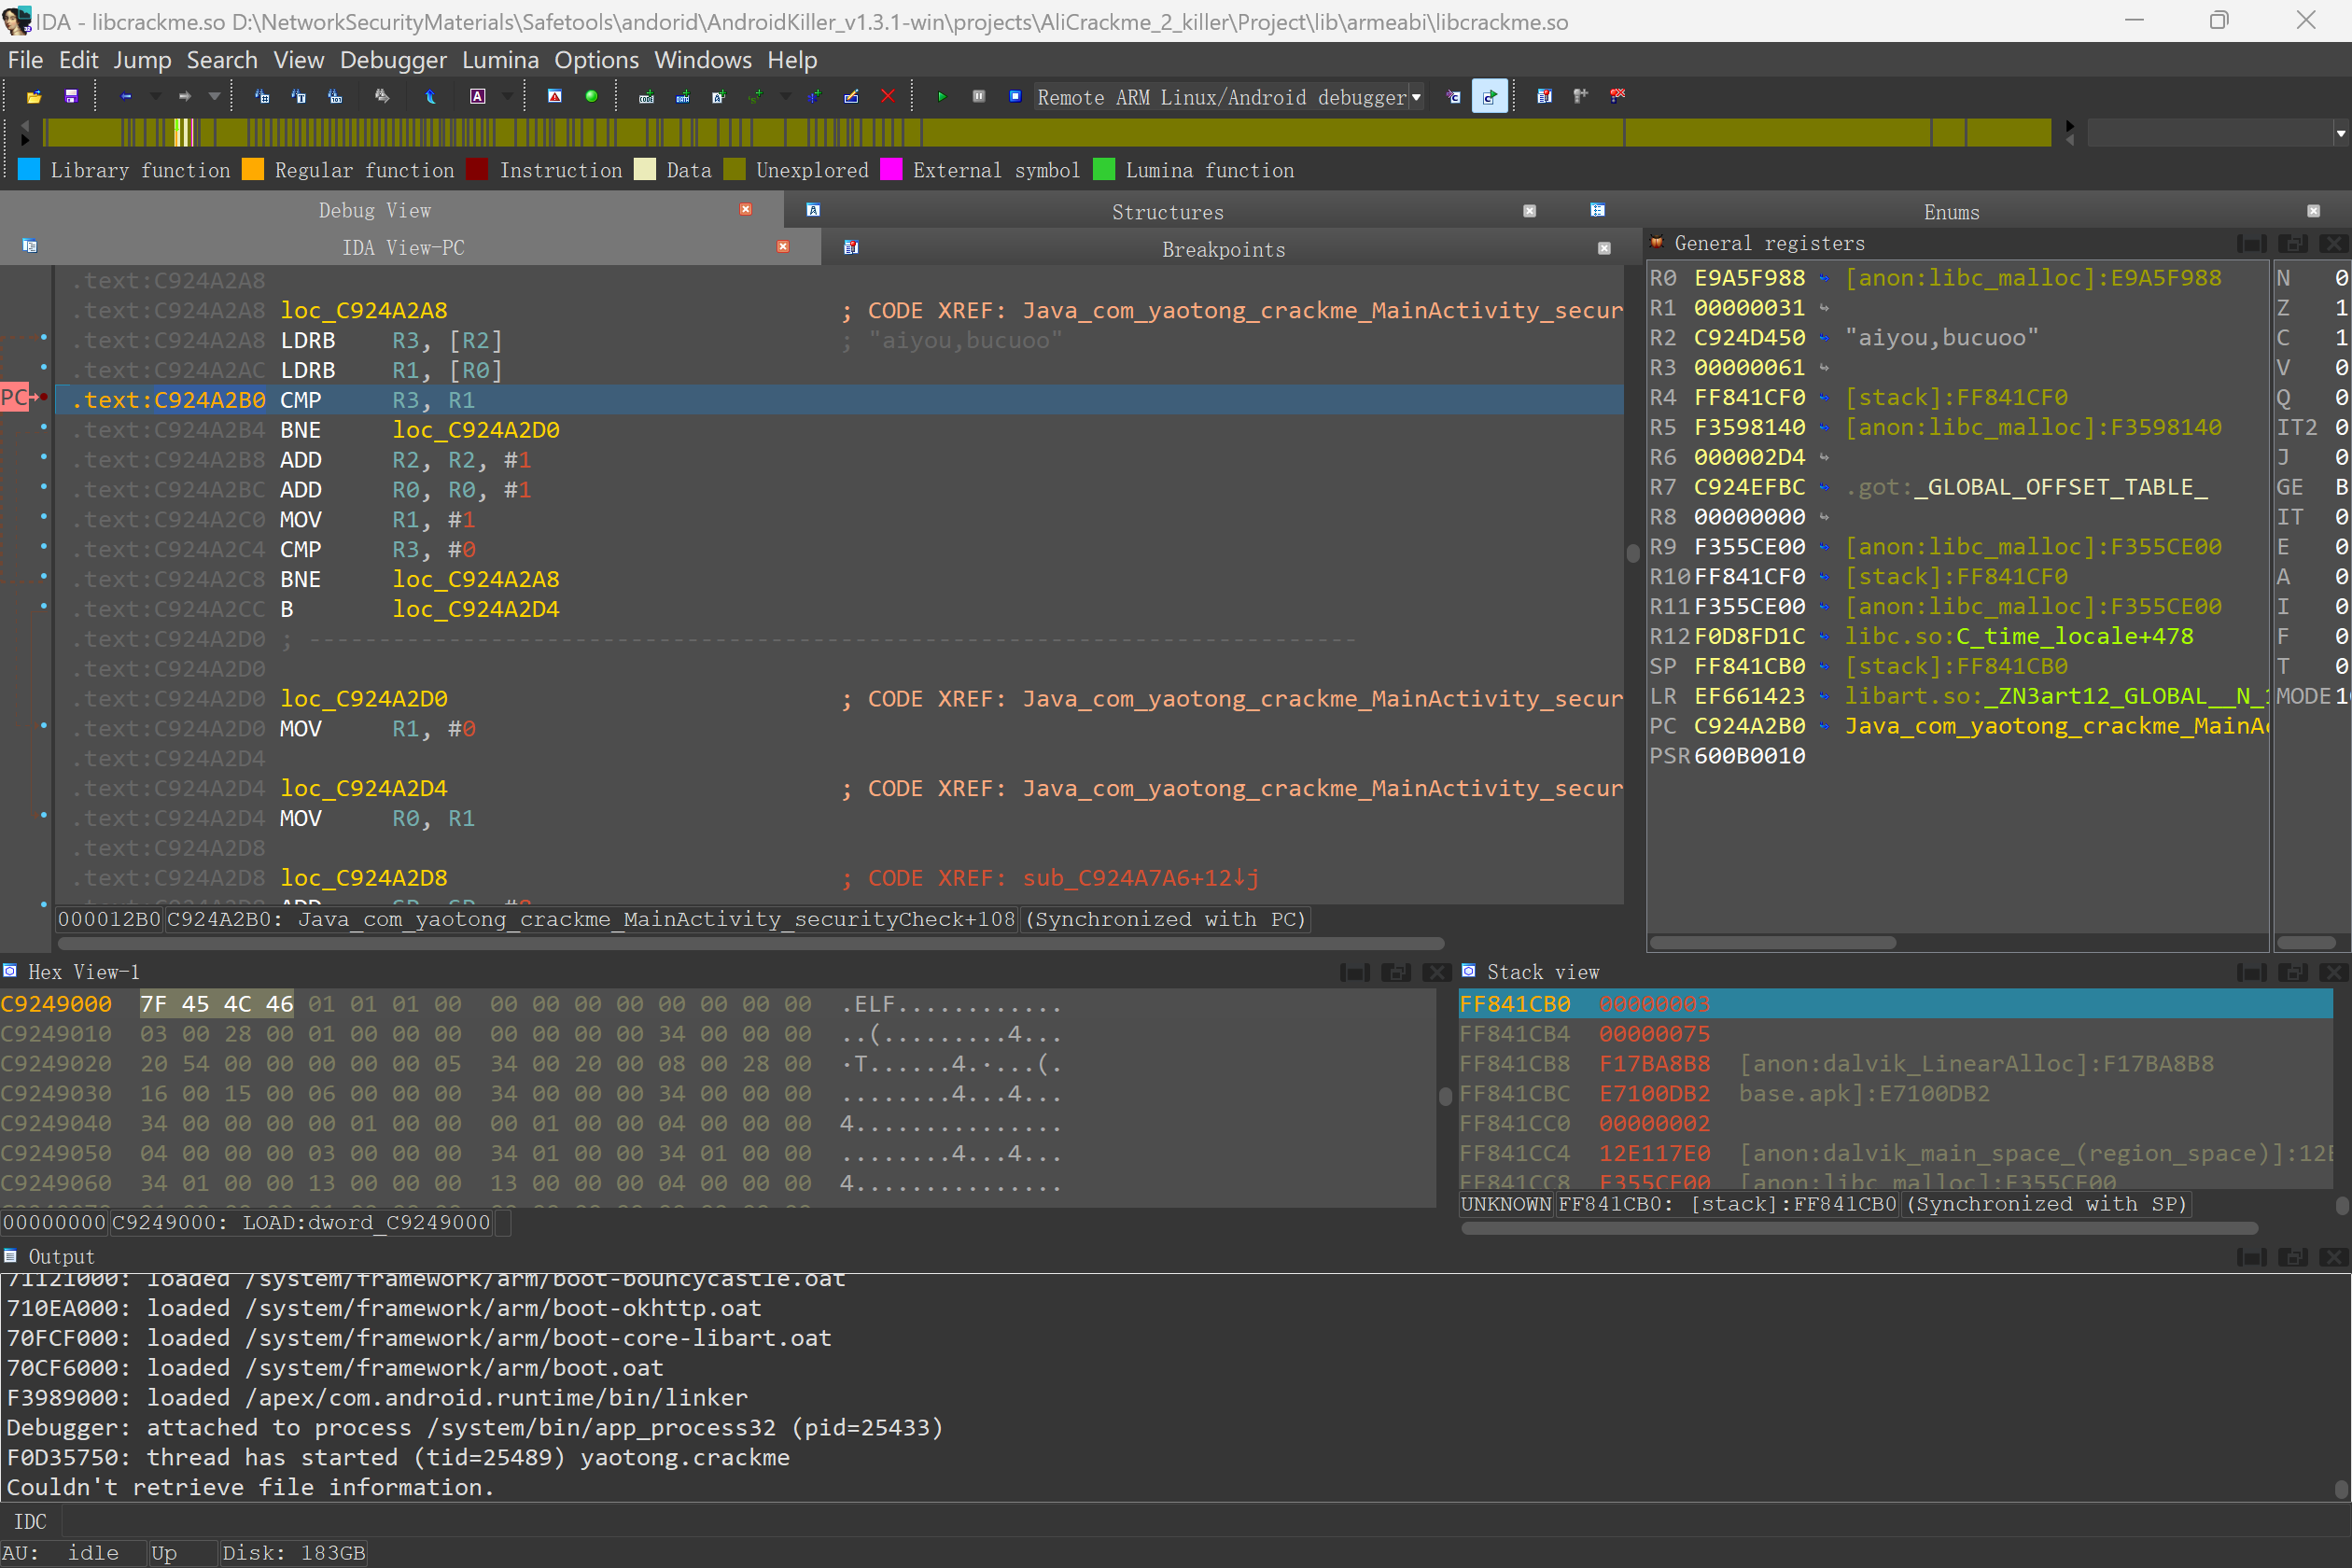 IDA - libcrackme.so D:\NetworkSecurityMaterials\Safetools\andorid\AndroidKiller_v1.3.1-win\projects\AliCrackme_2_killer\Project\lib\armeabi\libcrackme.so
File Edit Jump Search View Debugger Lumina Options Windows Help
Remote ARM Linux/Android debugger
Library function Regular function Instruction Data Unexplored External symbol Lumina function
Debug View Structures Enums
IDA View-PC Breakpoints
.text:C924A2A8
.text:C924A2A8 loc_C924A2A8 ; CODE XREF: Java_com_yaotong_crackme_MainActivity_secur
.text:C924A2A8 LDRB R3, [R2] ; "aiyou,bucuoo"
.text:C924A2AC LDRB R1, [R0]
PC .text:C924A2B0 CMP R3, R1
.text:C924A2B4 BNE loc_C924A2D0
.text:C924A2B8 ADD R2, R2, #1
.text:C924A2BC ADD R0, R0, #1
.text:C924A2C0 MOV R1, #1
.text:C924A2C4 CMP R3, #0
.text:C924A2C8 BNE loc_C924A2A8
.text:C924A2CC B loc_C924A2D4
.text:C924A2D0 ; ---------------------------------------------------------------------------
.text:C924A2D0
.text:C924A2D0 loc_C924A2D0 ; CODE XREF: Java_com_yaotong_crackme_MainActivity_secur
.text:C924A2D0 MOV R1, #0
.text:C924A2D4
.text:C924A2D4 loc_C924A2D4 ; CODE XREF: Java_com_yaotong_crackme_MainActivity_secur
.text:C924A2D4 MOV R0, R1
.text:C924A2D8
.text:C924A2D8 loc_C924A2D8 ; CODE XREF: sub_C924A7A6+12↓j
000012B0 C924A2B0: Java_com_yaotong_crackme_MainActivity_securityCheck+108 (Synchronized with PC)
General registers
R0 E9A5F988 [anon:libc_malloc]:E9A5F988
R1 00000031
R2 C924D450 "aiyou,bucuoo"
R3 00000061
R4 FF841CF0 [stack]:FF841CF0
R5 F3598140 [anon:libc_malloc]:F3598140
R6 000002D4
R7 C924EFBC .got:_GLOBAL_OFFSET_TABLE_
R8 00000000
R9 F355CE00 [anon:libc_malloc]:F355CE00
R10 FF841CF0 [stack]:FF841CF0
R11 F355CE00 [anon:libc_malloc]:F355CE00
R12 F0D8FD1C libc.so:C_time_locale+478
SP FF841CB0 [stack]:FF841CB0
LR EF661423 libart.so:_ZN3art12_GLOBAL__N_1
PC C924A2B0 Java_com_yaotong_crackme_MainA
PSR 600B0010
N 0
Z 1
C 1
V 0
Q 0
IT2 0
J 0
GE B
IT 0
E 0
A 0
I 0
F 0
T 0
MODE 1
Hex View-1
C9249000 7F 45 4C 46 01 01 01 00 00 00 00 00 00 00 00 00 .ELF............
C9249010 03 00 28 00 01 00 00 00 00 00 00 00 34 00 00 00 ..(.........4...
C9249020 20 54 00 00 00 00 00 05 34 00 20 00 08 00 28 00 ·T......4.·...(.
C9249030 16 00 15 00 06 00 00 00 34 00 00 00 34 00 00 00 ........4...4...
C9249040 34 00 00 00 00 01 00 00 00 01 00 00 04 00 00 00 4...............
C9249050 04 00 00 00 03 00 00 00 34 01 00 00 34 01 00 00 ........4...4...
C9249060 34 01 00 00 13 00 00 00 13 00 00 00 04 00 00 00 4...............
00000000 C9249000: LOAD:dword_C9249000
Stack view
FF841CB0 00000003
FF841CB4 00000075
FF841CB8 F17BA8B8 [anon:dalvik_LinearAlloc]:F17BA8B8
FF841CBC E7100DB2 base.apk]:E7100DB2
FF841CC0 00000002
FF841CC4 12E117E0 [anon:dalvik_main_space_(region_space)]:12E
FF841CC8 F355CE00 [anon:libc_malloc]:F355CE00
UNKNOWN FF841CB0: [stack]:FF841CB0 (Synchronized with SP)
Output
71121000: loaded /system/framework/arm/boot-bouncycastle.oat
710EA000: loaded /system/framework/arm/boot-okhttp.oat
70FCF000: loaded /system/framework/arm/boot-core-libart.oat
70CF6000: loaded /system/framework/arm/boot.oat
F3989000: loaded /apex/com.android.runtime/bin/linker
Debugger: attached to process /system/bin/app_process32 (pid=25433)
F0D35750: thread has started (tid=25489) yaotong.crackme
Couldn't retrieve file information.
IDC
AU: idle Up Disk: 183GB